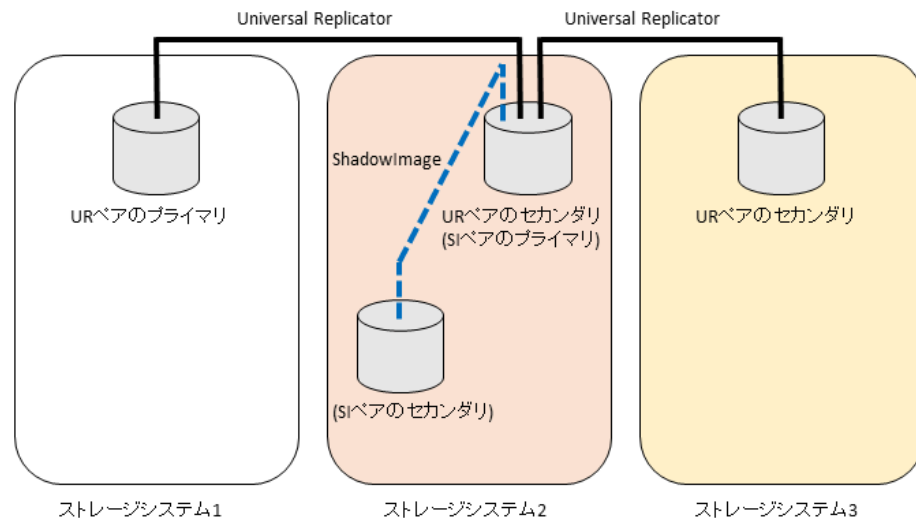 Universal Replicator
Universal Replicator
ShadowImage
URペアのプライマリ
URペアのセカンダリ
(SIペアのプライマリ)
URペアのセカンダリ
(SIペアのセカンダリ)
ストレージシステム1
ストレージシステム2
ストレージシステム3